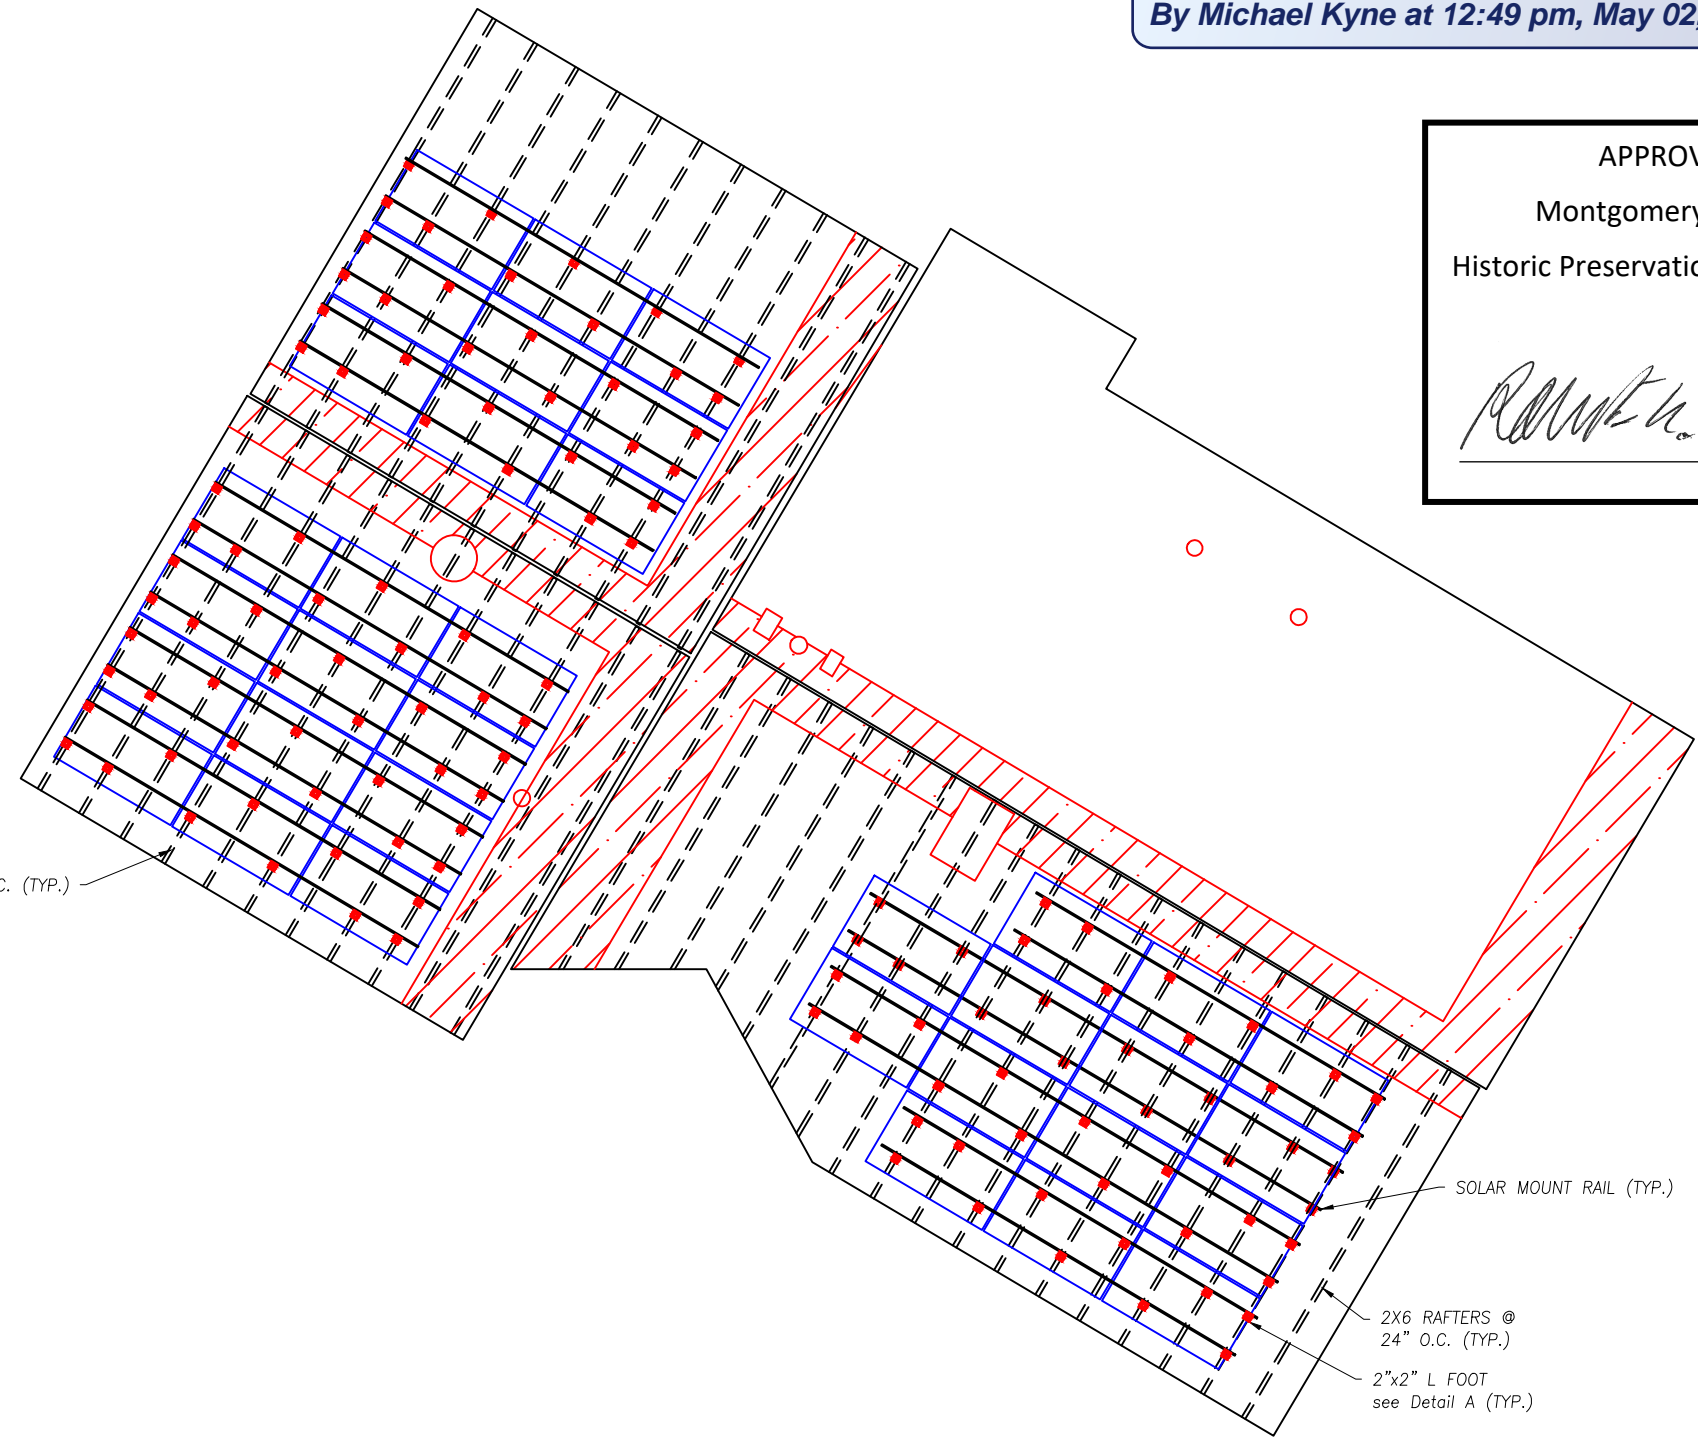 By Michael Kyne at 12:49 pm, May 02,
APPROV
Montgomery
Historic Preservatio
C. (TYP.)
SOLAR MOUNT RAIL (TYP.)
2X6 RAFTERS @
24" O.C. (TYP.)
2"x2" L FOOT
see Detail A (TYP.)